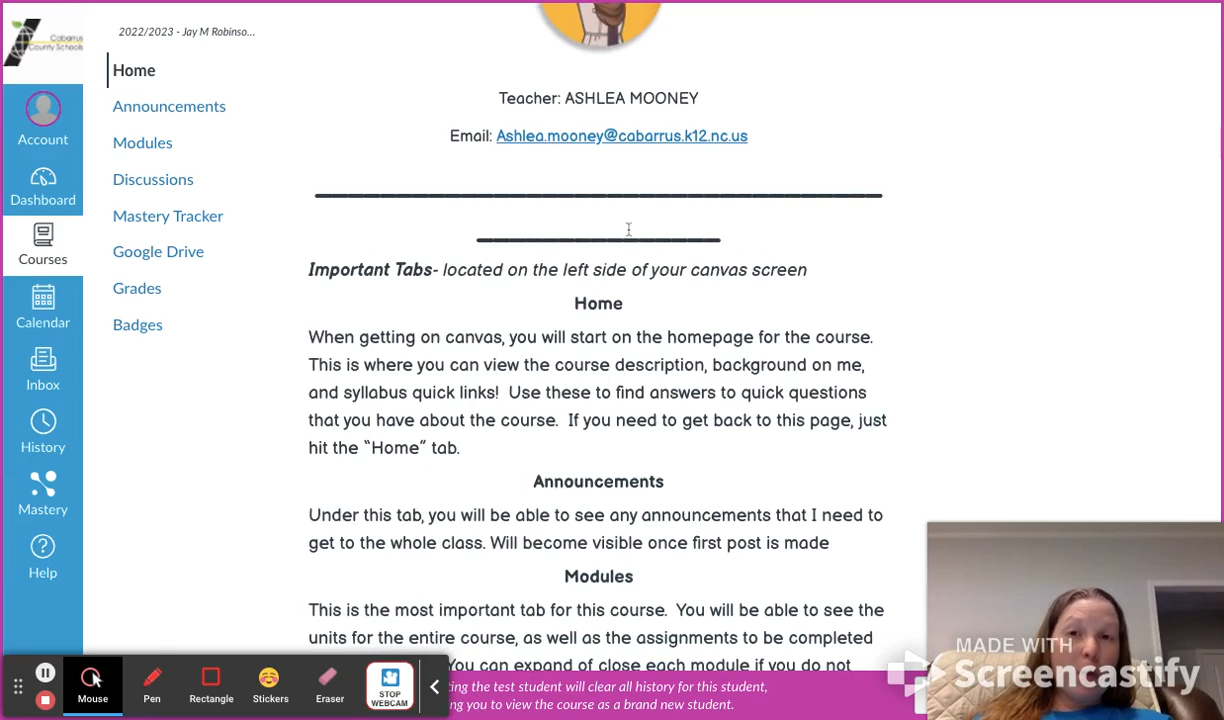 Cabarrus
County Schools
2022/2023 - Jay M Robinso...
Home
Announcements
Modules
Discussions
Mastery Tracker
Google Drive
Grades
Badges
Account
Dashboard
Courses
Calendar
Inbox
History
Mastery
Help
Teacher: ASHLEA MOONEY
Email: Ashlea.mooney@cabarrus.k12.nc.us
Important Tabs- located on the left side of your canvas screen
Home
When getting on canvas, you will start on the homepage for the course.
This is where you can view the course description, background on me,
and syllabus quick links! Use these to find answers to quick questions
that you have about the course. If you need to get back to this page, just
hit the "Home" tab.
Announcements
Under this tab, you will be able to see any announcements that I need to
get to the whole class. Will become visible once first post is made
Modules
This is the most important tab for this course. You will be able to see the
units for the entire course, as well as the assignments to be completed
You can expand of close each module if you do not
the test student will clear all history for this student,
you to view the course as a brand new student.
Mouse
Pen
Rectangle
Stickers
Eraser
STOP
WEBCAM
MADE WITH
Screencastify